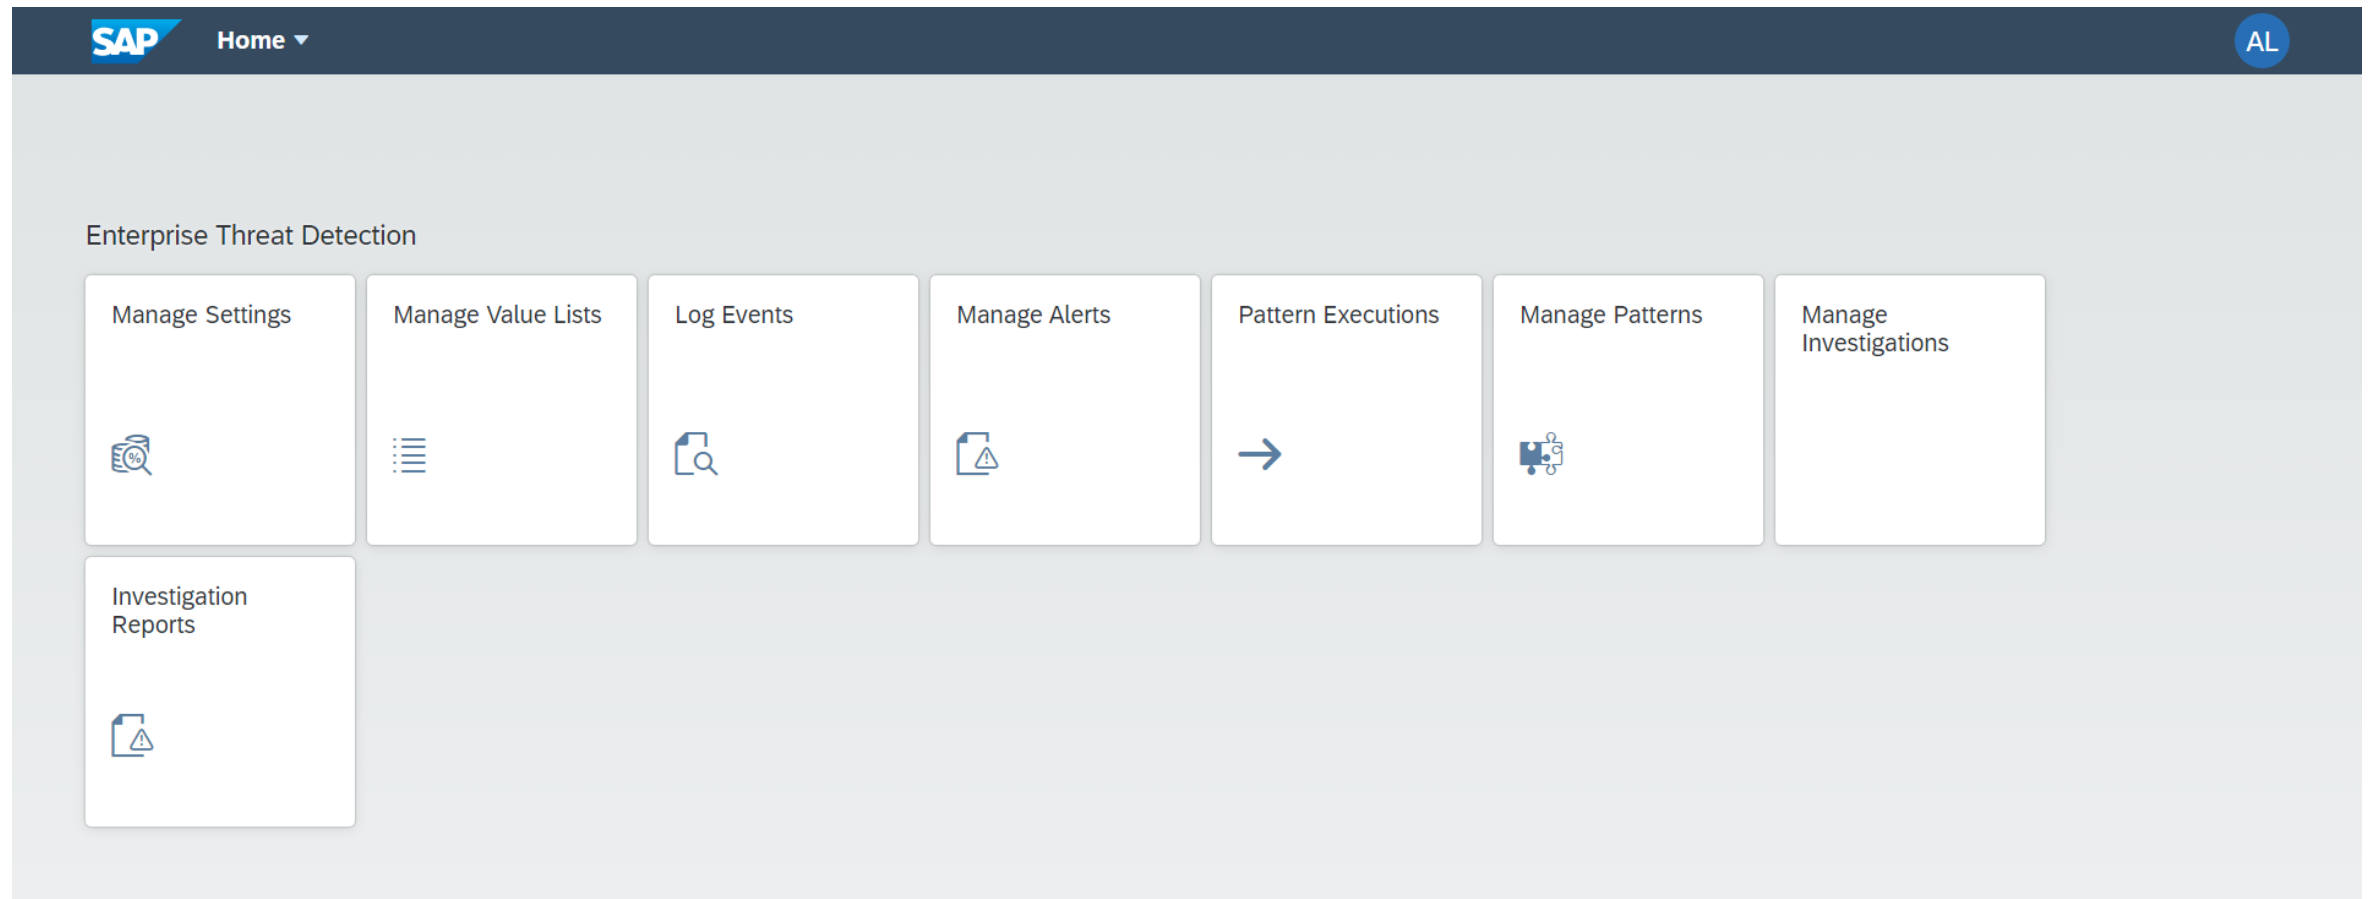 SAP Home AL
Enterprise Threat Detection
Manage Settings
Manage Value Lists
Log Events
Manage Alerts
Pattern Executions
Manage Patterns
Manage
Investigations
Investigation
Reports